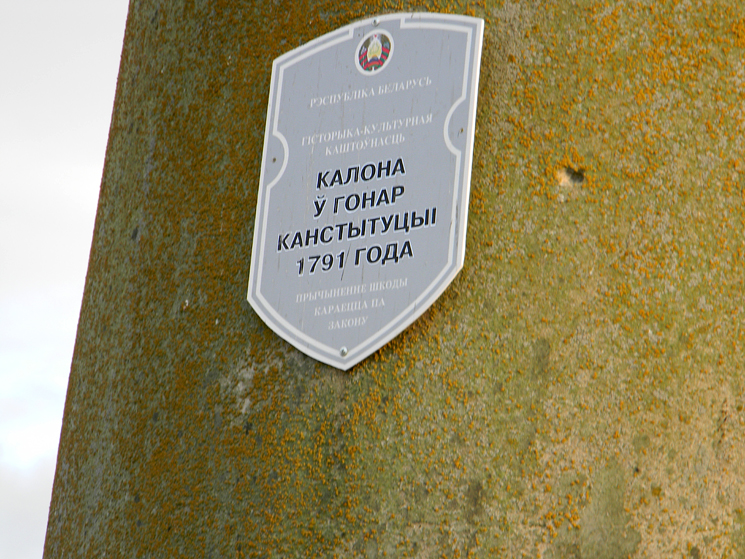 РЭСПУБЛІКА БЕЛАРУСЬ
ГІСТОРЫКА-КУЛЬТУРНАЯ
КАШТОЎНАСЦЬ
КАЛОНА
Ў ГОНАР
КАНСТЫТУЦЫІ
1791 ГОДА
ПРЫЧЫНЕННЕ ШКОДЫ
КАРАЕЦЦА ПА
ЗАКОНУ